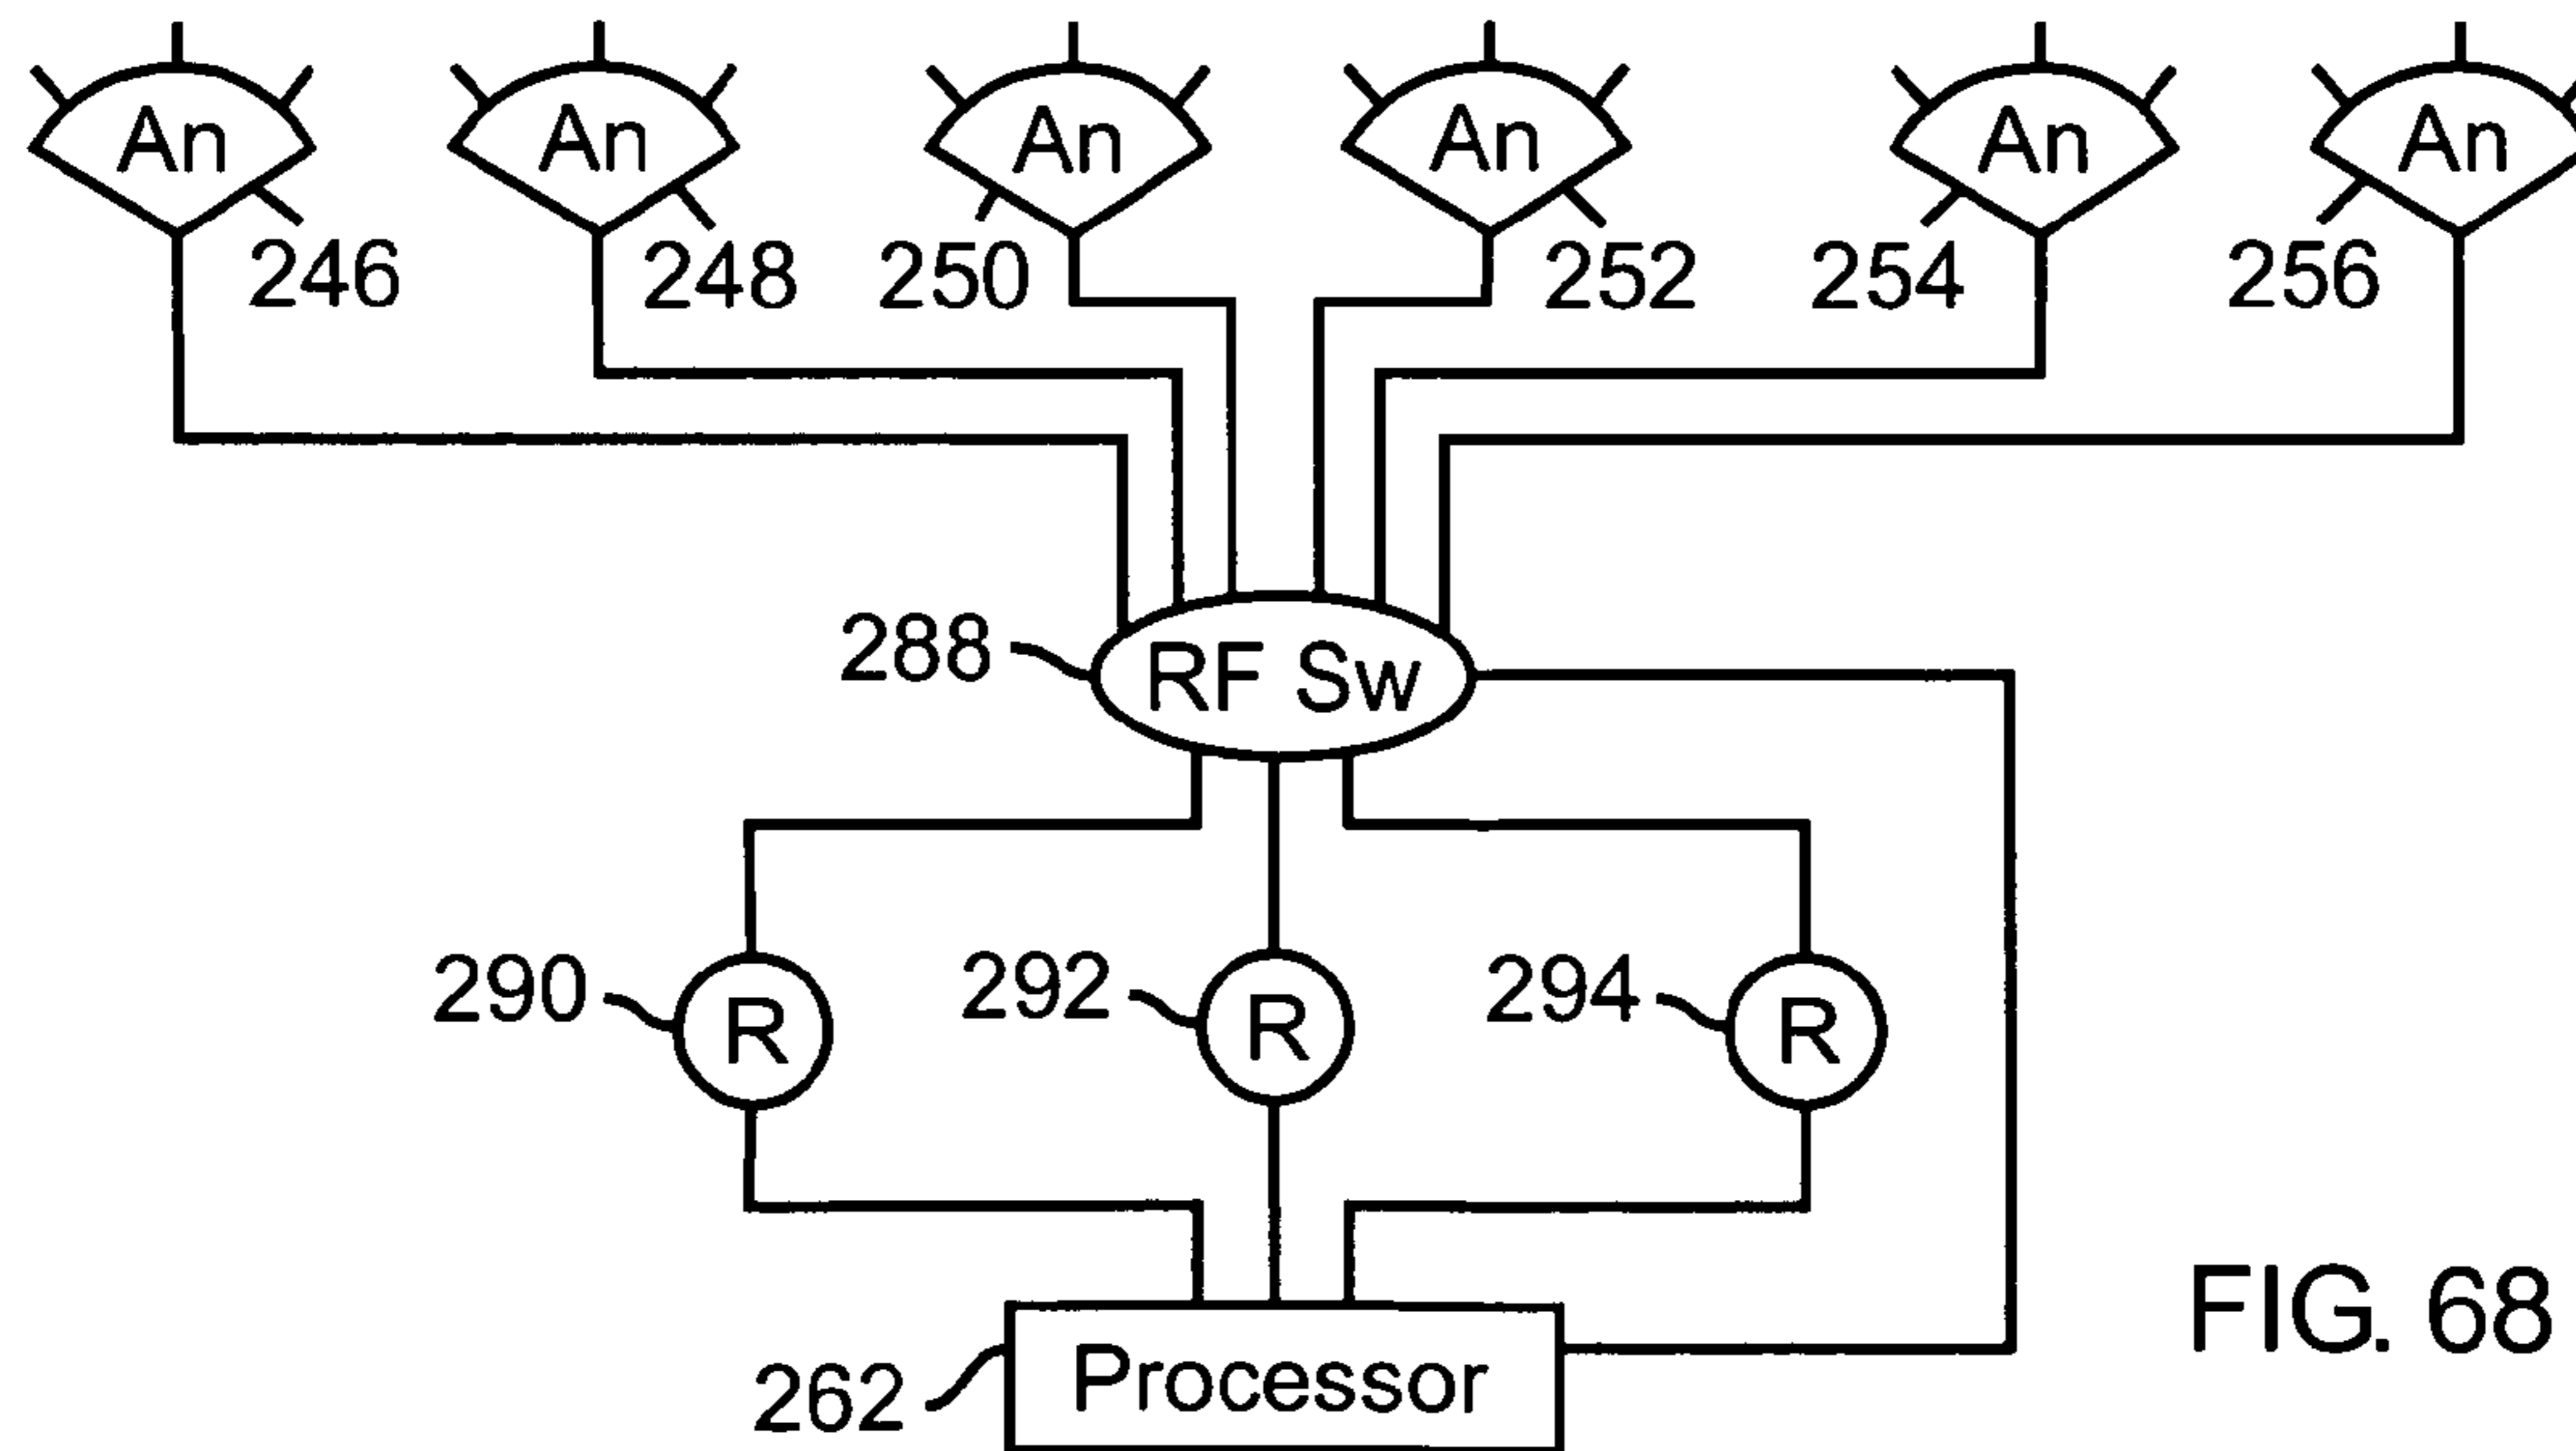 An An An An An An
246 248 250 252 254 256
288 RF Sw
290 R 292 R 294 R
262 Processor
FIG. 68